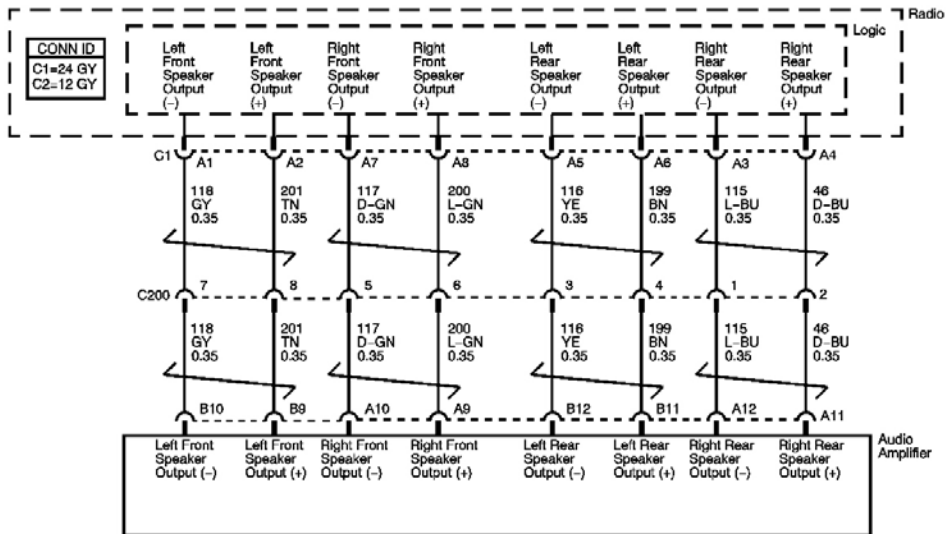 Radio
Logic
CONN ID
C1=24 GY
C2=12 GY
Left
Front
Speaker
Output
(–)
Left
Front
Speaker
Output
(+)
Right
Front
Speaker
Output
(–)
Right
Front
Speaker
Output
(+)
Left
Rear
Speaker
Output
(–)
Left
Rear
Speaker
Output
(+)
Right
Rear
Speaker
Output
(–)
Right
Rear
Speaker
Output
(+)
C1 A1 A2 A7 A8 A5 A6 A3 A4
118 201 117 200 116 199 115 46
GY TN D–GN L–GN YE BN L–BU D–BU
0.35 0.35 0.35 0.35 0.35 0.35 0.35 0.35
C200 7 8 5 6 3 4 1 2
118 201 117 200 116 199 115 46
GY TN D–GN L–GN YE BN L–BU D–BU
0.35 0.35 0.35 0.35 0.35 0.35 0.35 0.35
B10 B9 A10 A9 B12 B11 A12 A11
Left Front
Speaker
Output (–)
Left Front
Speaker
Output (+)
Right Front
Speaker
Output (–)
Right Front
Speaker
Output (+)
Left Rear
Speaker
Output (–)
Left Rear
Speaker
Output (+)
Right Rear
Speaker
Output (–)
Right Rear
Speaker
Output (+)
Audio
Amplifier